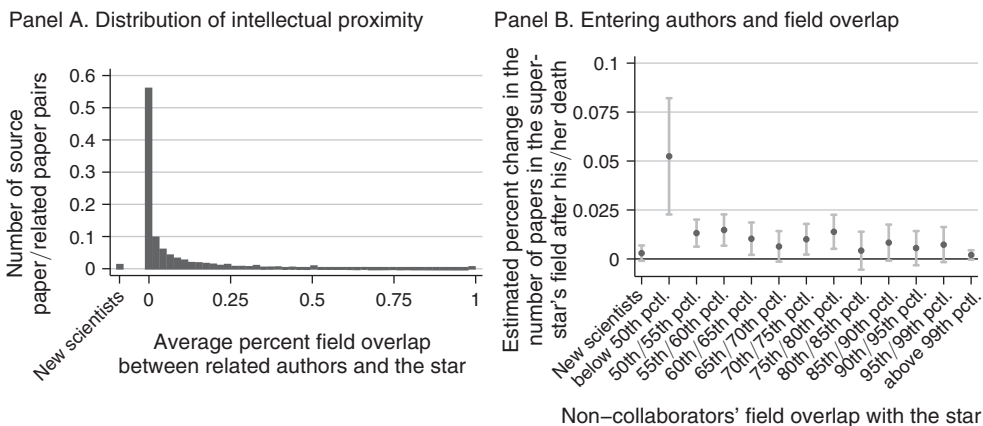 Panel A. Distribution of intellectual proximity
Number of source
paper/related paper pairs
0.6
0.5
0.4
0.3
0.2
0.1
0
New scientists
0
0.25
0.5
0.75
1
Average percent field overlap
between related authors and the star
Panel B. Entering authors and field overlap
Estimated percent change in the
number of papers in the super-
star's field after his/her death
0.1
0.075
0.05
0.025
0
New scientists
below 50th pctl.
50th/55th pctl.
55th/60th pctl.
60th/65th pctl.
65th/70th pctl.
70th/75th pctl.
75th/80th pctl.
80th/85th pctl.
85th/90th pctl.
90th/95th pctl.
95th/99th pctl.
above 99th pctl.
Non−collaborators' field overlap with the star